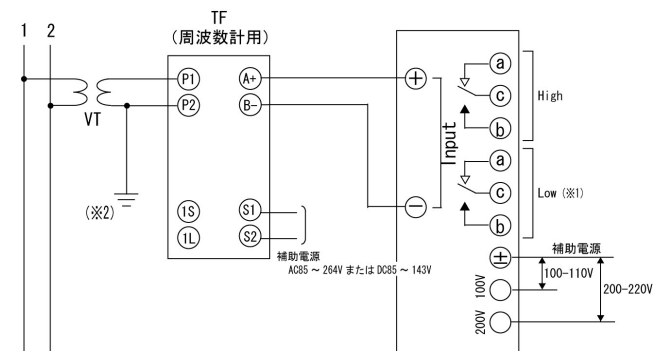 1 2
TF
(周波数計用)
P1
P2
A+
B-
VT
(※2)
1S
1L
S1
S2
補助電源
AC85 ~ 264V または DC85 ~ 143V
+
−
Input
a
c
b
High
a
c
b
Low (※1)
±
補助電源
100V
100-110V
200V
200-220V